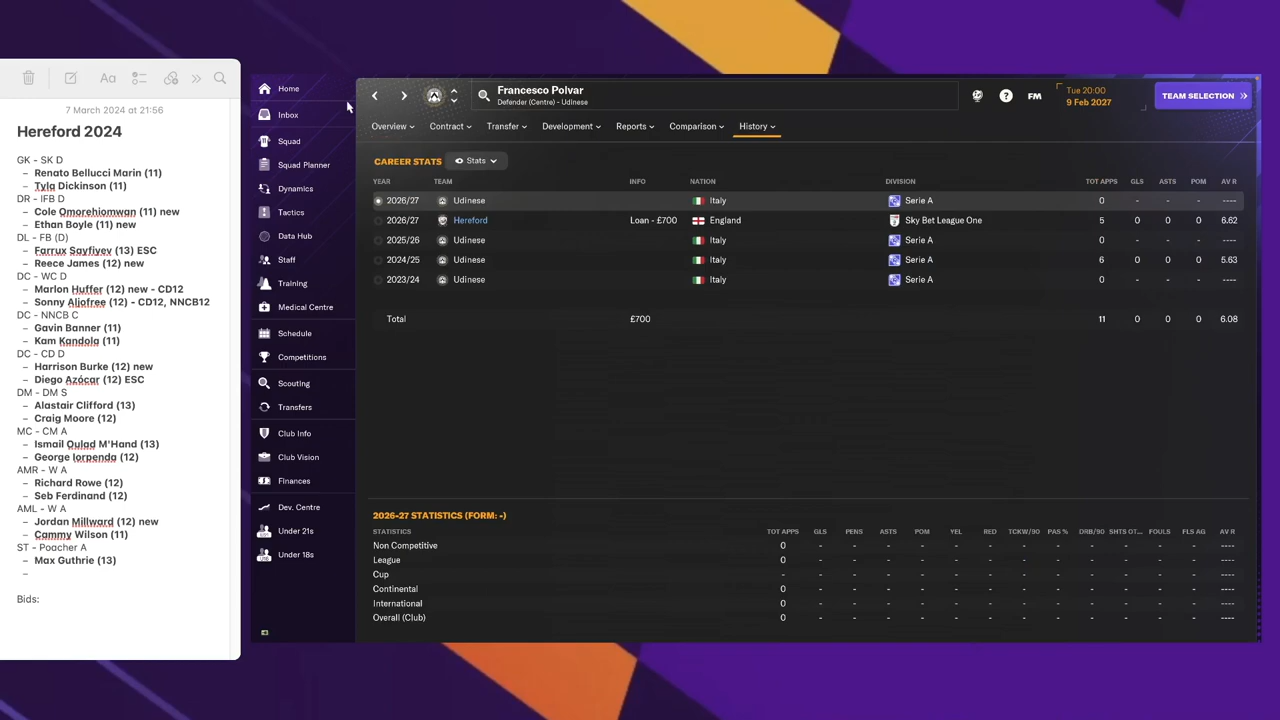 7 March 2024 at 21:56
Hereford 2024
GK - SK D
– Renato Bellucci Marin (11)
– Tyla Dickinson (11)
DR - IFB D
– Cole Omorehiomwan (11) new
– Ethan Boyle (11) new
DL - FB (D)
– Farrux Sayfiyev (13) ESC
– Reece James (12) new
DC - WC D
– Marlon Huffer (12) new - CD12
– Sonny Aliofree (12) - CD12, NNCB12
DC - NNCB C
– Gavin Banner (11)
– Kam Kandola (11)
DC - CD D
– Harrison Burke (12) new
– Diego Azócar (12) ESC
DM - DM S
– Alastair Clifford (13)
– Craig Moore (12)
MC - CM A
– Ismail Oulad M'Hand (13)
– George Iorpenda (12)
AMR - W A
– Richard Rowe (12)
– Seb Ferdinand (12)
AML - W A
– Jordan Millward (12) new
– Cammy Wilson (11)
ST - Poacher A
– Max Guthrie (13)
–
Bids:
Home
Inbox
Squad
Squad Planner
Dynamics
Tactics
Data Hub
Staff
Training
Medical Centre
Schedule
Competitions
Scouting
Transfers
Club Info
Club Vision
Finances
Dev. Centre
Under 21s
Under 18s
Francesco Polvar
Defender (Centre) - Udinese
? FM
Tue 20:00
9 Feb 2027
TEAM SELECTION
Overview Contract Transfer Development Reports Comparison History
CAREER STATS Stats
YEAR TEAM INFO NATION DIVISION TOT APPS GLS ASTS POM AV R
2026/27 Udinese Italy Serie A 0 - - - ----
2026/27 Hereford Loan - £700 England Sky Bet League One 5 0 0 0 6.62
2025/26 Udinese Italy Serie A 0 - - - ----
2024/25 Udinese Italy Serie A 6 0 0 0 5.63
2023/24 Udinese Italy Serie A 0 - - - ----
Total £700 11 0 0 0 6.08
2026-27 STATISTICS (FORM: -)
STATISTICS TOT APPS GLS PENS ASTS POM YEL RED TCKW/90 PAS % DRB/90 SHTS OT... FOULS FLS AG AV R
Non Competitive 0 - - - - - - - - - - - - ----
League 0 - - - - - - - - - - - - ----
Cup - - - - - - - - - - - - - ----
Continental 0 - - - - - - - - - - - - ----
International 0 - - - - - - - - - - - - ----
Overall (Club) 0 - - - - - - - - - - - - ----